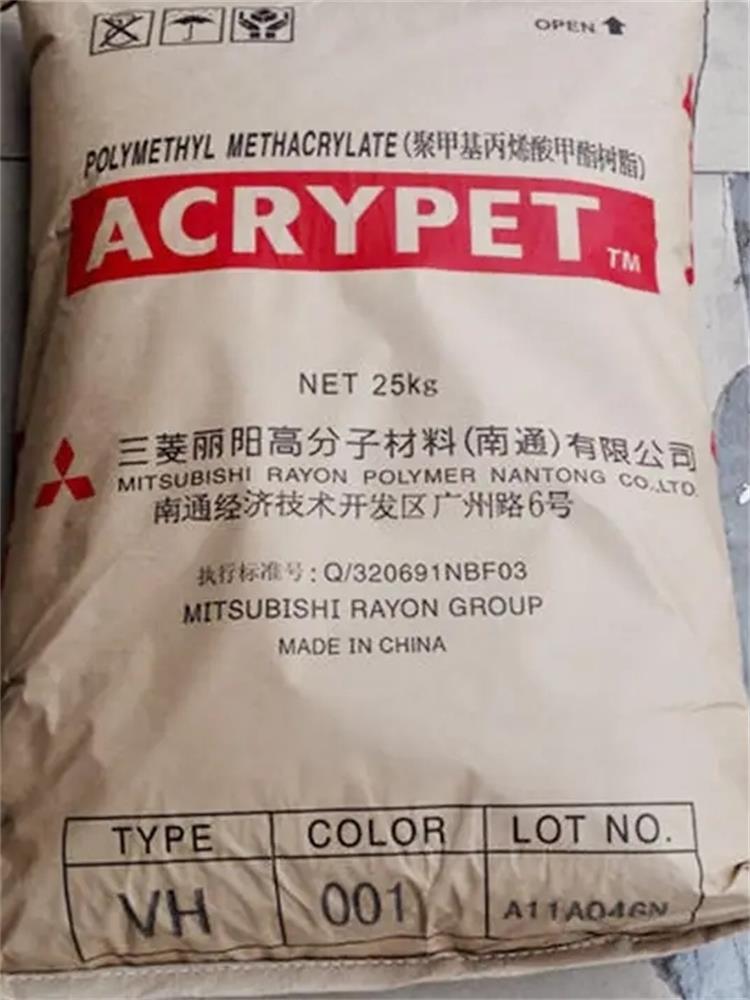 OPEN
POLYMETHYL METHACRYLATE (聚甲基丙烯酸甲酯树脂)
ACRYPET TM
NET 25kg
三菱丽阳高分子材料(南通)有限公司
MITSUBISHI RAYON POLYMER NANTONG CO.,LTD.
南通经济技术开发区广州路6号
执行标准号:Q/320691NBF03
MITSUBISHI RAYON GROUP
MADE IN CHINA
TYPE COLOR LOT NO.
VH 001 A11A046N